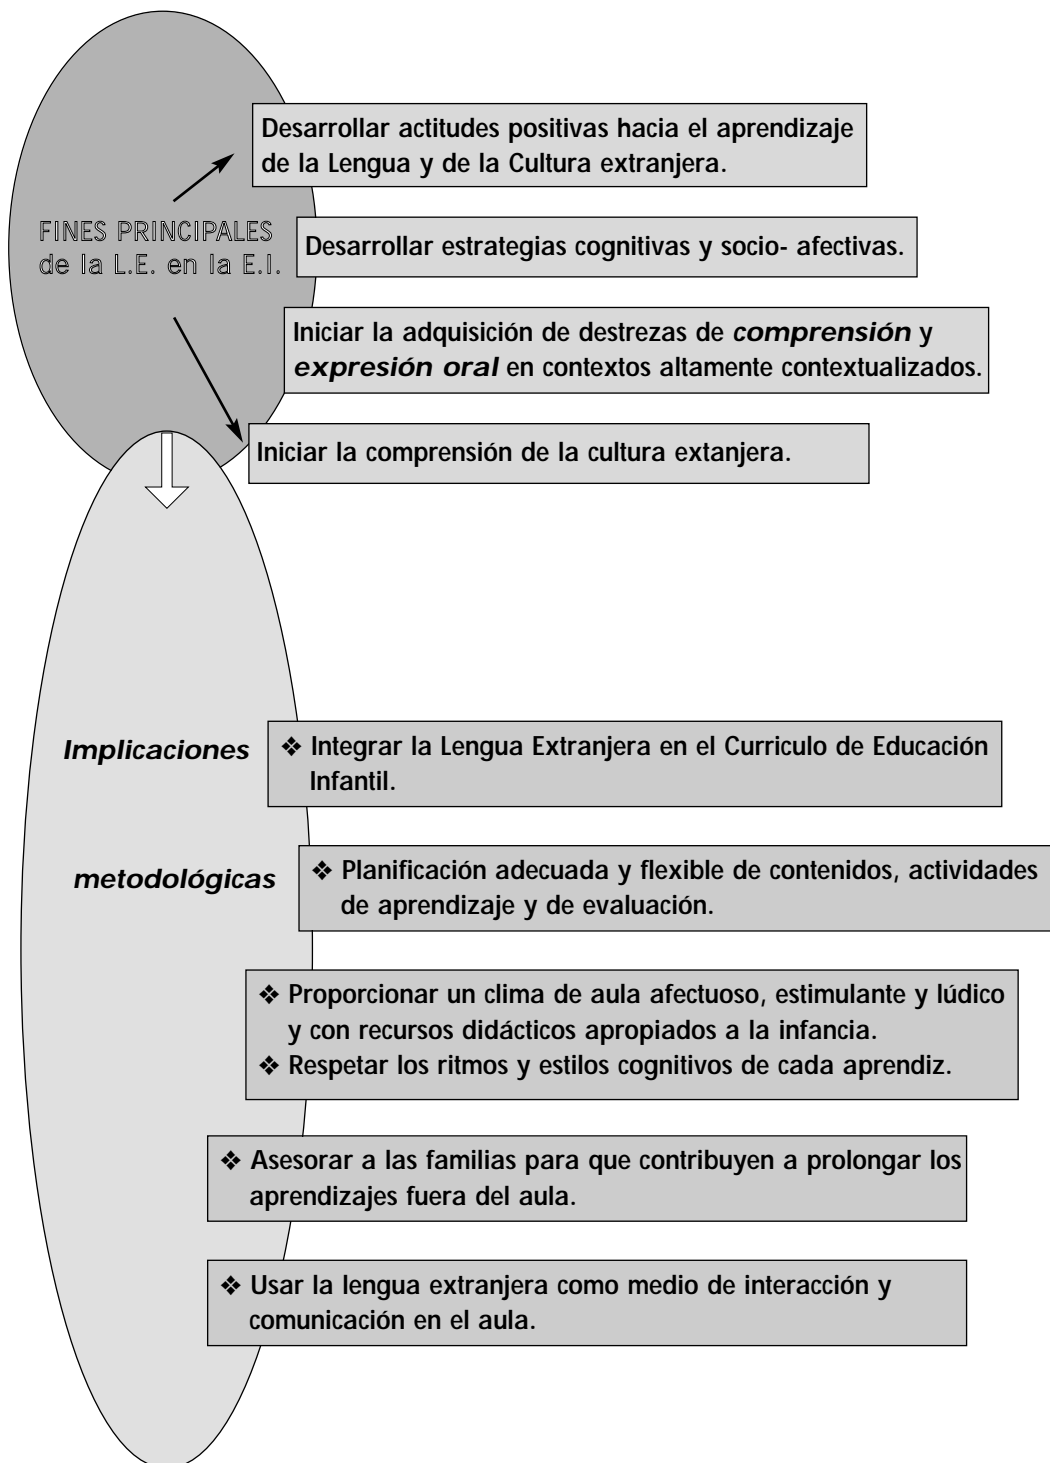 Desarrollar actitudes positivas hacia el aprendizaje
de la Lengua y de la Cultura extranjera.
FINES PRINCIPALES
de la L.E. en la E.I.
Desarrollar estrategias cognitivas y socio- afectivas.
Iniciar la adquisición de destrezas de comprensión y
expresión oral en contextos altamente contextualizados.
Iniciar la comprensión de la cultura extanjera.
Implicaciones
❖ Integrar la Lengua Extranjera en el Curriculo de Educación
Infantil.
metodológicas
❖ Planificación adecuada y flexible de contenidos, actividades
de aprendizaje y de evaluación.
❖ Proporcionar un clima de aula afectuoso, estimulante y lúdico
y con recursos didácticos apropiados a la infancia.
❖ Respetar los ritmos y estilos cognitivos de cada aprendiz.
❖ Asesorar a las familias para que contribuyen a prolongar los
aprendizajes fuera del aula.
❖ Usar la lengua extranjera como medio de interacción y
comunicación en el aula.